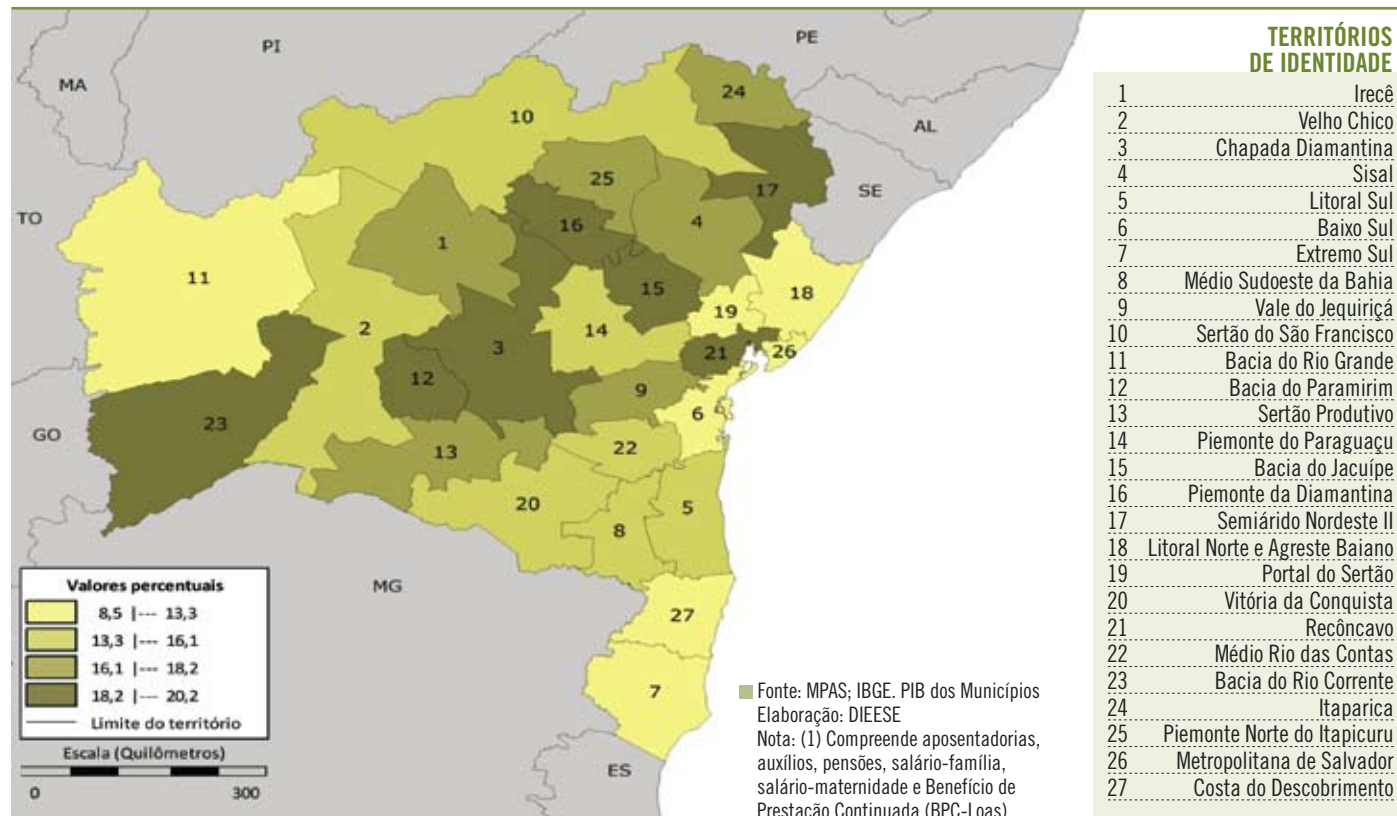 PI
PE
MA
AL
SE
TO
GO
MG
ES
24
10
25
17
4
16
1
11
18
15
19
2
14
3
21
26
12
9
23
6
13
22
20
5
8
27
7
Valores percentuais
8,5 |--- 13,3
13,3 |--- 16,1
16,1 |--- 18,2
18,2 |--- 20,2
Limite do território
Escala (Quilômetros)
0 300
Fonte: MPAS; IBGE. PIB dos Municípios
Elaboração: DIEESE
Nota: (1) Compreende aposentadorias,
auxílios, pensões, salário-família,
salário-maternidade e Benefício de
Prestação Continuada (BPC-Loas)
TERRITÓRIOS
DE IDENTIDADE
1 Irecê
2 Velho Chico
3 Chapada Diamantina
4 Sisal
5 Litoral Sul
6 Baixo Sul
7 Extremo Sul
8 Médio Sudoeste da Bahia
9 Vale do Jequiriçá
10 Sertão do São Francisco
11 Bacia do Rio Grande
12 Bacia do Paramirim
13 Sertão Produtivo
14 Piemonte do Paraguaçu
15 Bacia do Jacuípe
16 Piemonte da Diamantina
17 Semiárido Nordeste II
18 Litoral Norte e Agreste Baiano
19 Portal do Sertão
20 Vitória da Conquista
21 Recôncavo
22 Médio Rio das Contas
23 Bacia do Rio Corrente
24 Itaparica
25 Piemonte Norte do Itapicuru
26 Metropolitana de Salvador
27 Costa do Descobrimento